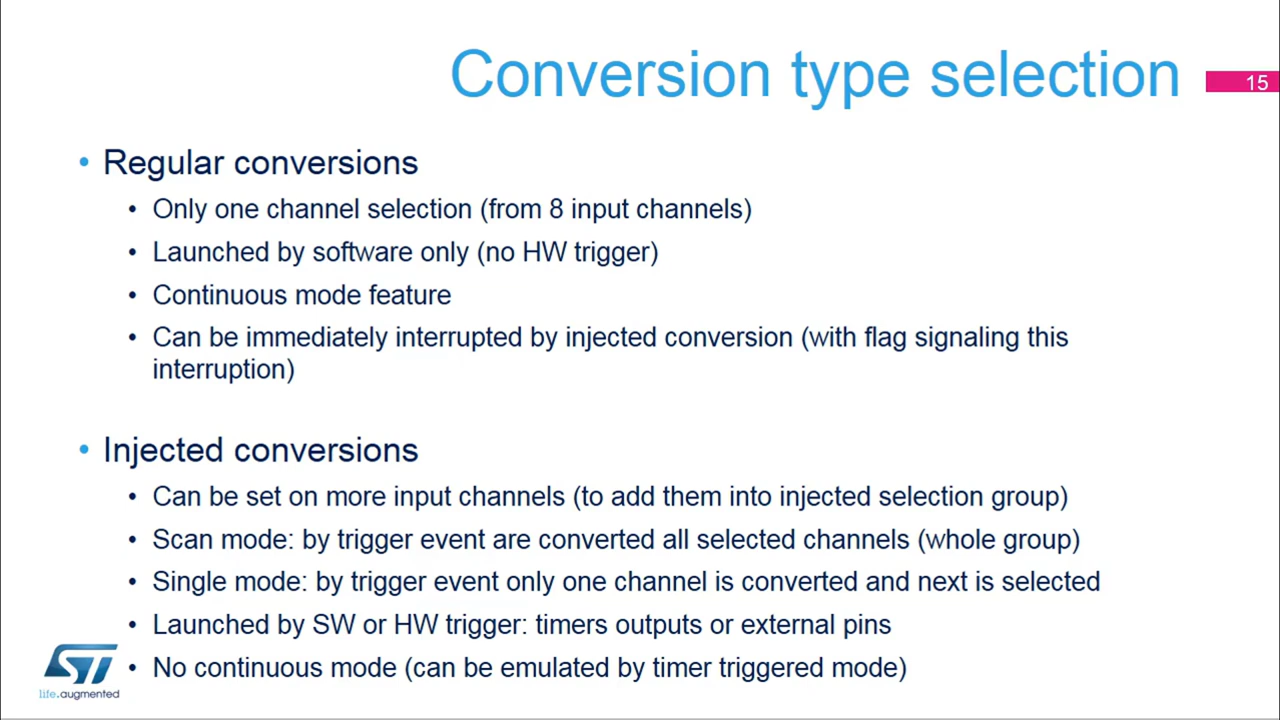 Conversion type selection
15
• Regular conversions
• Only one channel selection (from 8 input channels)
• Launched by software only (no HW trigger)
• Continuous mode feature
• Can be immediately interrupted by injected conversion (with flag signaling this
interruption)
• Injected conversions
• Can be set on more input channels (to add them into injected selection group)
• Scan mode: by trigger event are converted all selected channels (whole group)
• Single mode: by trigger event only one channel is converted and next is selected
• Launched by SW or HW trigger: timers outputs or external pins
• No continuous mode (can be emulated by timer triggered mode)
ST
life.augmented